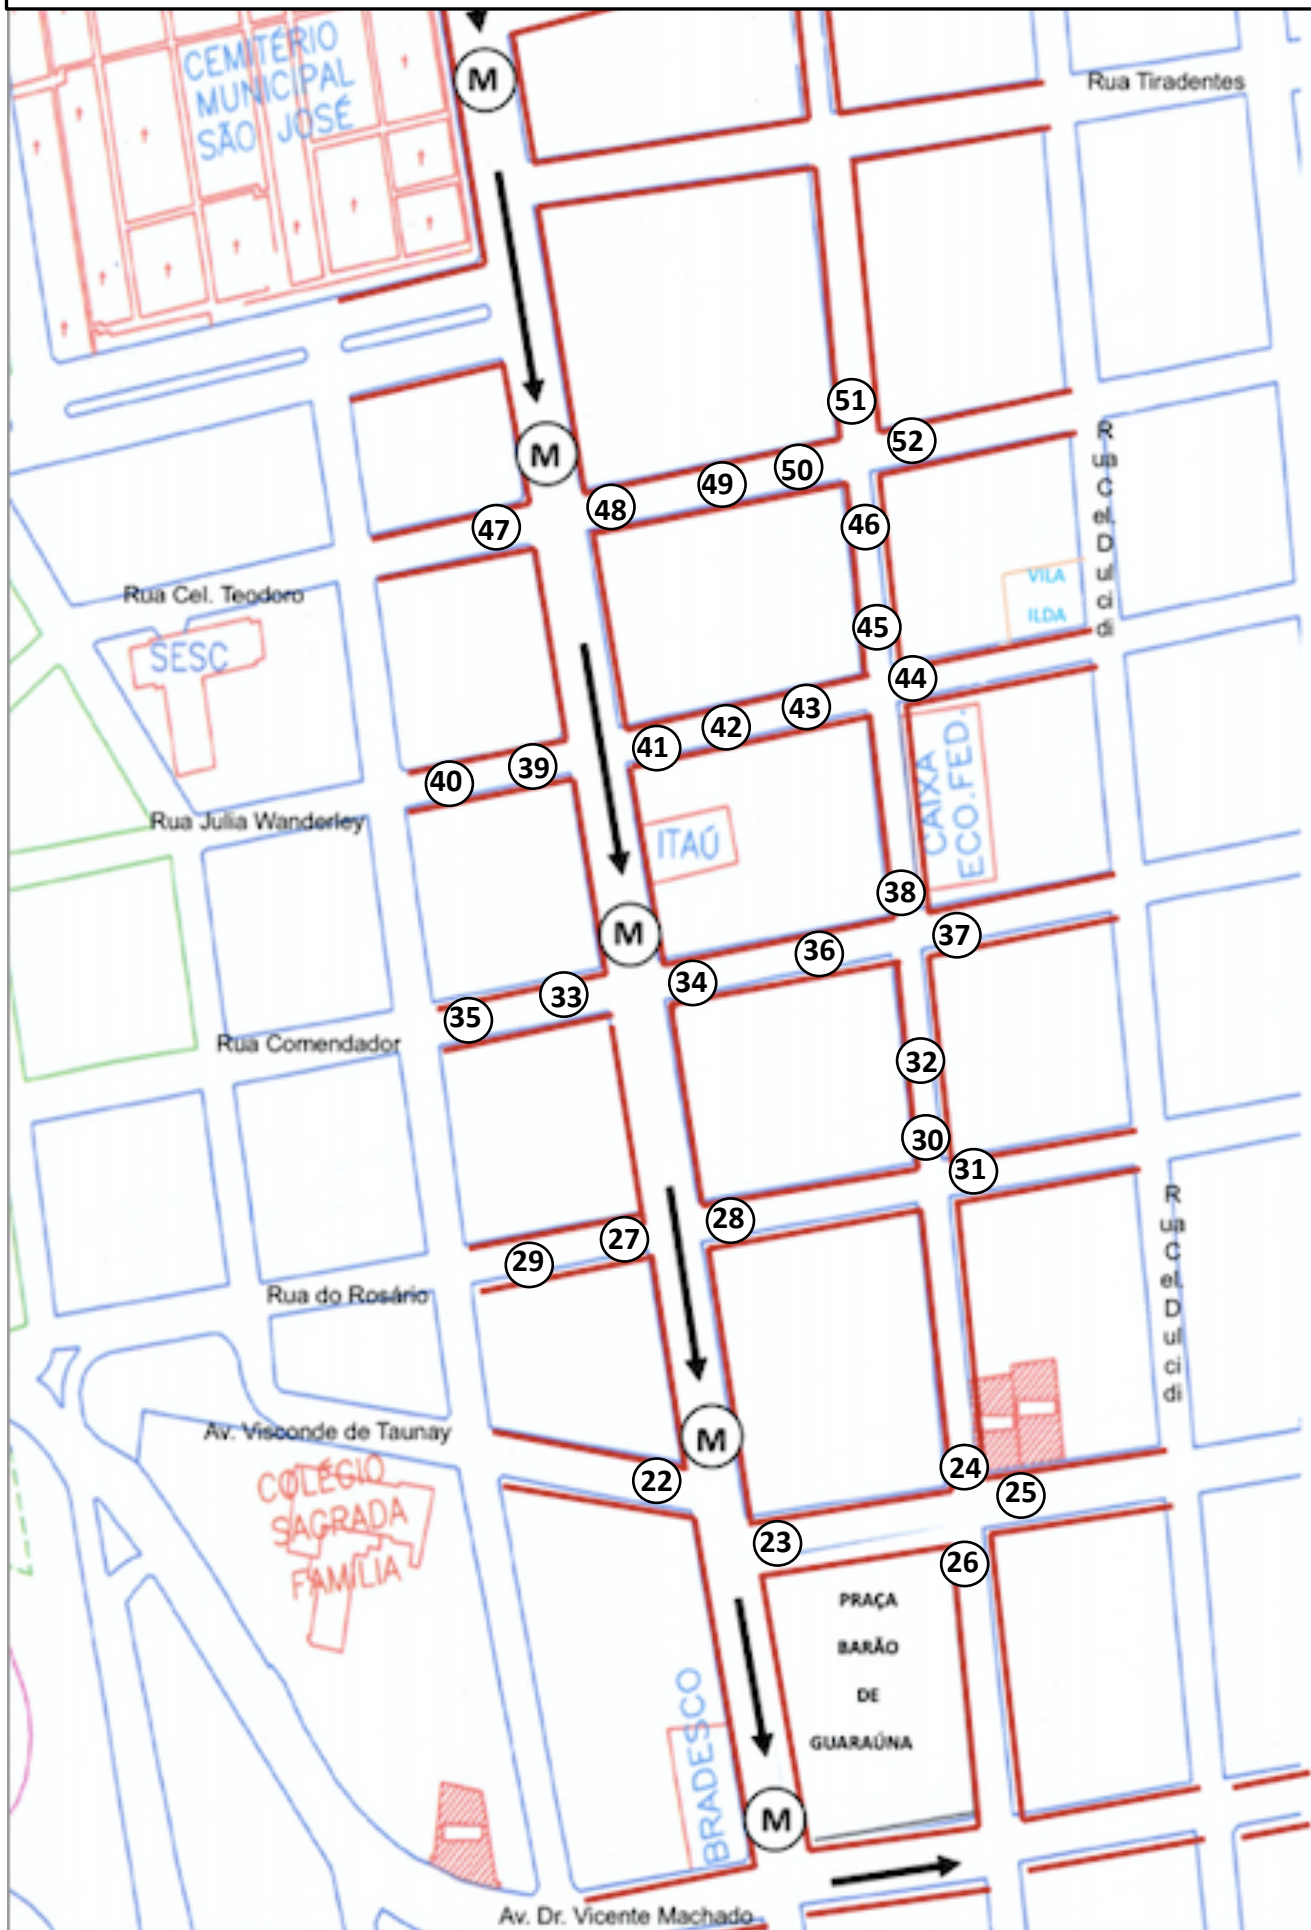 CEMITÉRIO
MUNICIPAL
SÃO JOSÉ
M
Rua Tiradentes
M
51
52
50
49
48
47
46
R
ua
C
el.
D
ul
ci
di
Rua Cel. Teodoro
SESC
VILA
ILDA
45
44
43
42
41
39
40
Rua Julia Wanderley
ITAÚ
CAIXA
ECO.FED.
38
37
M
36
34
33
35
Rua Comendador
32
30
31
28
27
29
R
ua
C
el.
D
ul
ci
di
Rua do Rosário
Av. Visconde de Taunay
M
COLÉGIO
SAGRADA
FAMÍLIA
22
24
25
23
26
PRAÇA
BARÃO
DE
GUARAÚNA
BRADESCO
M
Av. Dr. Vicente Machado